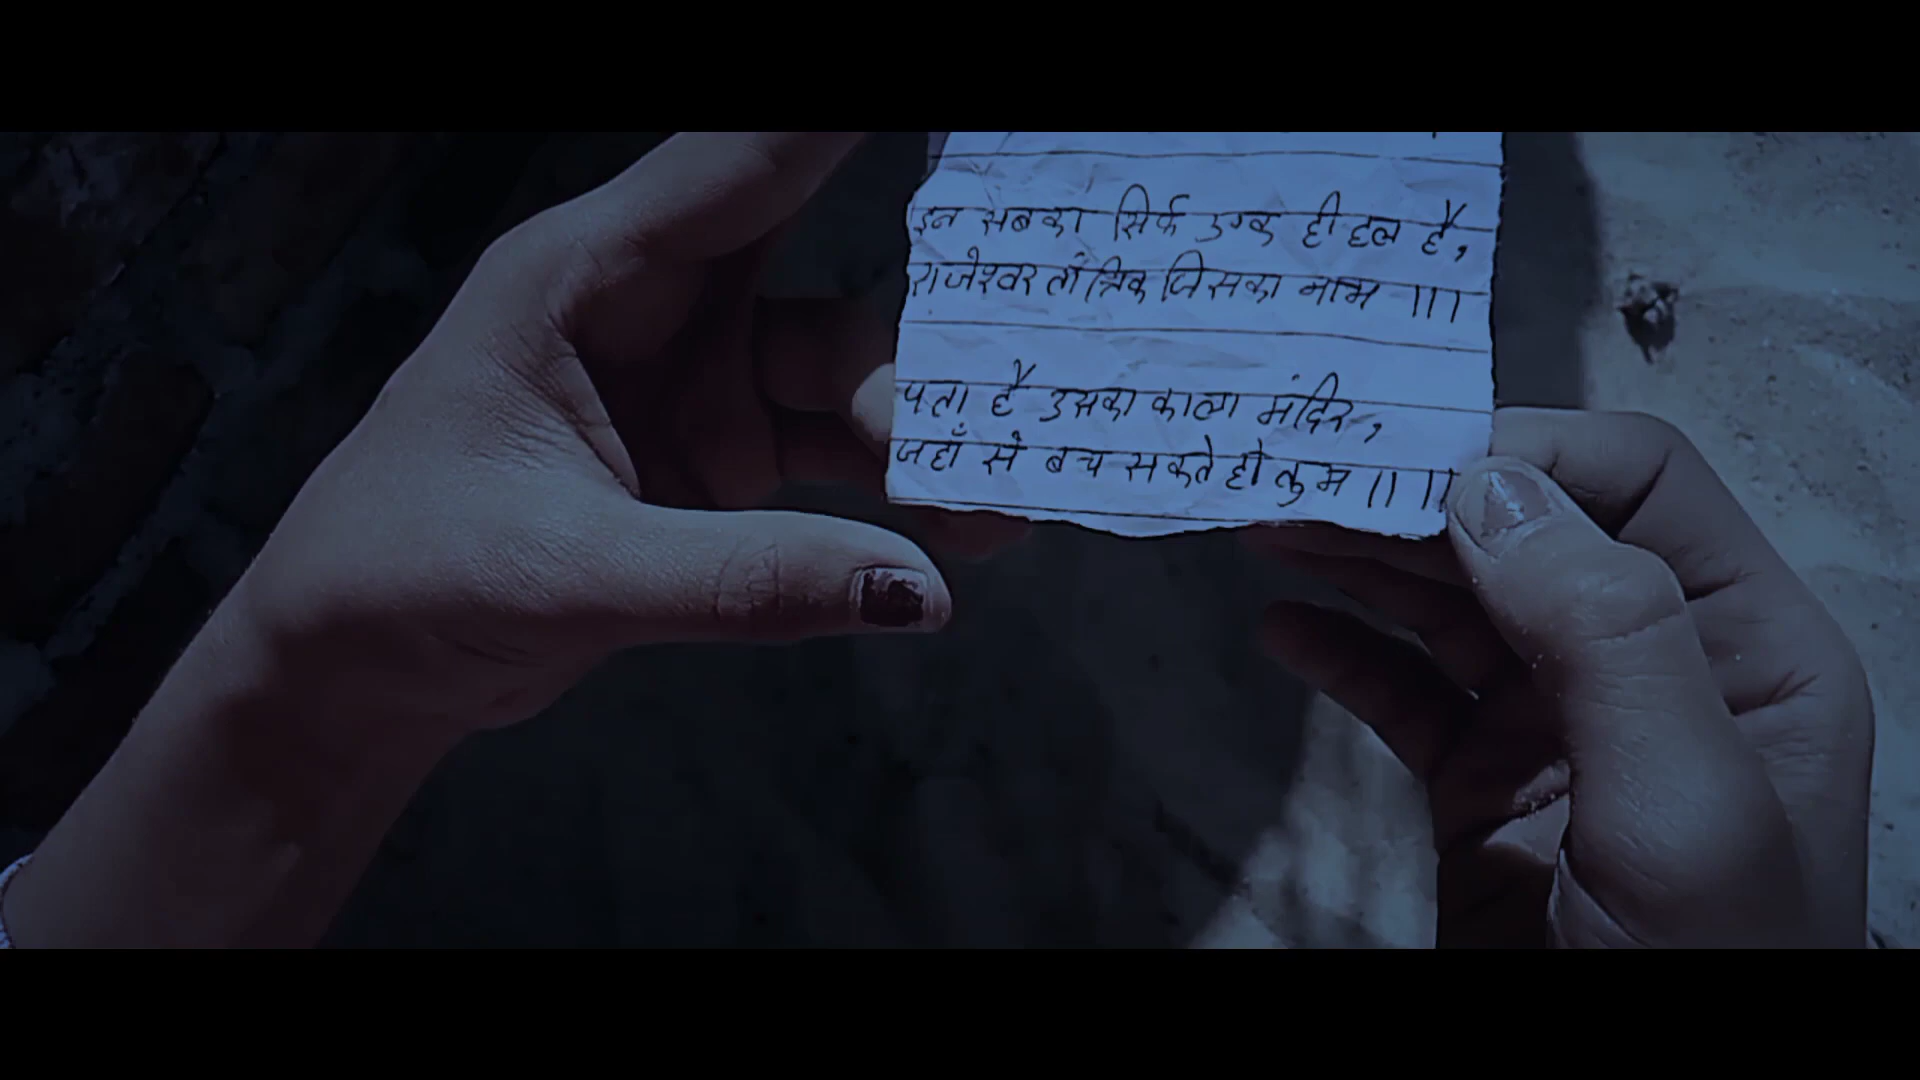 इन सबका सिर्फ एक ही हल है,
राजेश्वर तांत्रिक जिसका नाम ।।।
पता है उसका काला मंदिर,
जहाँ से बच सकते हो तुम ।। ।।